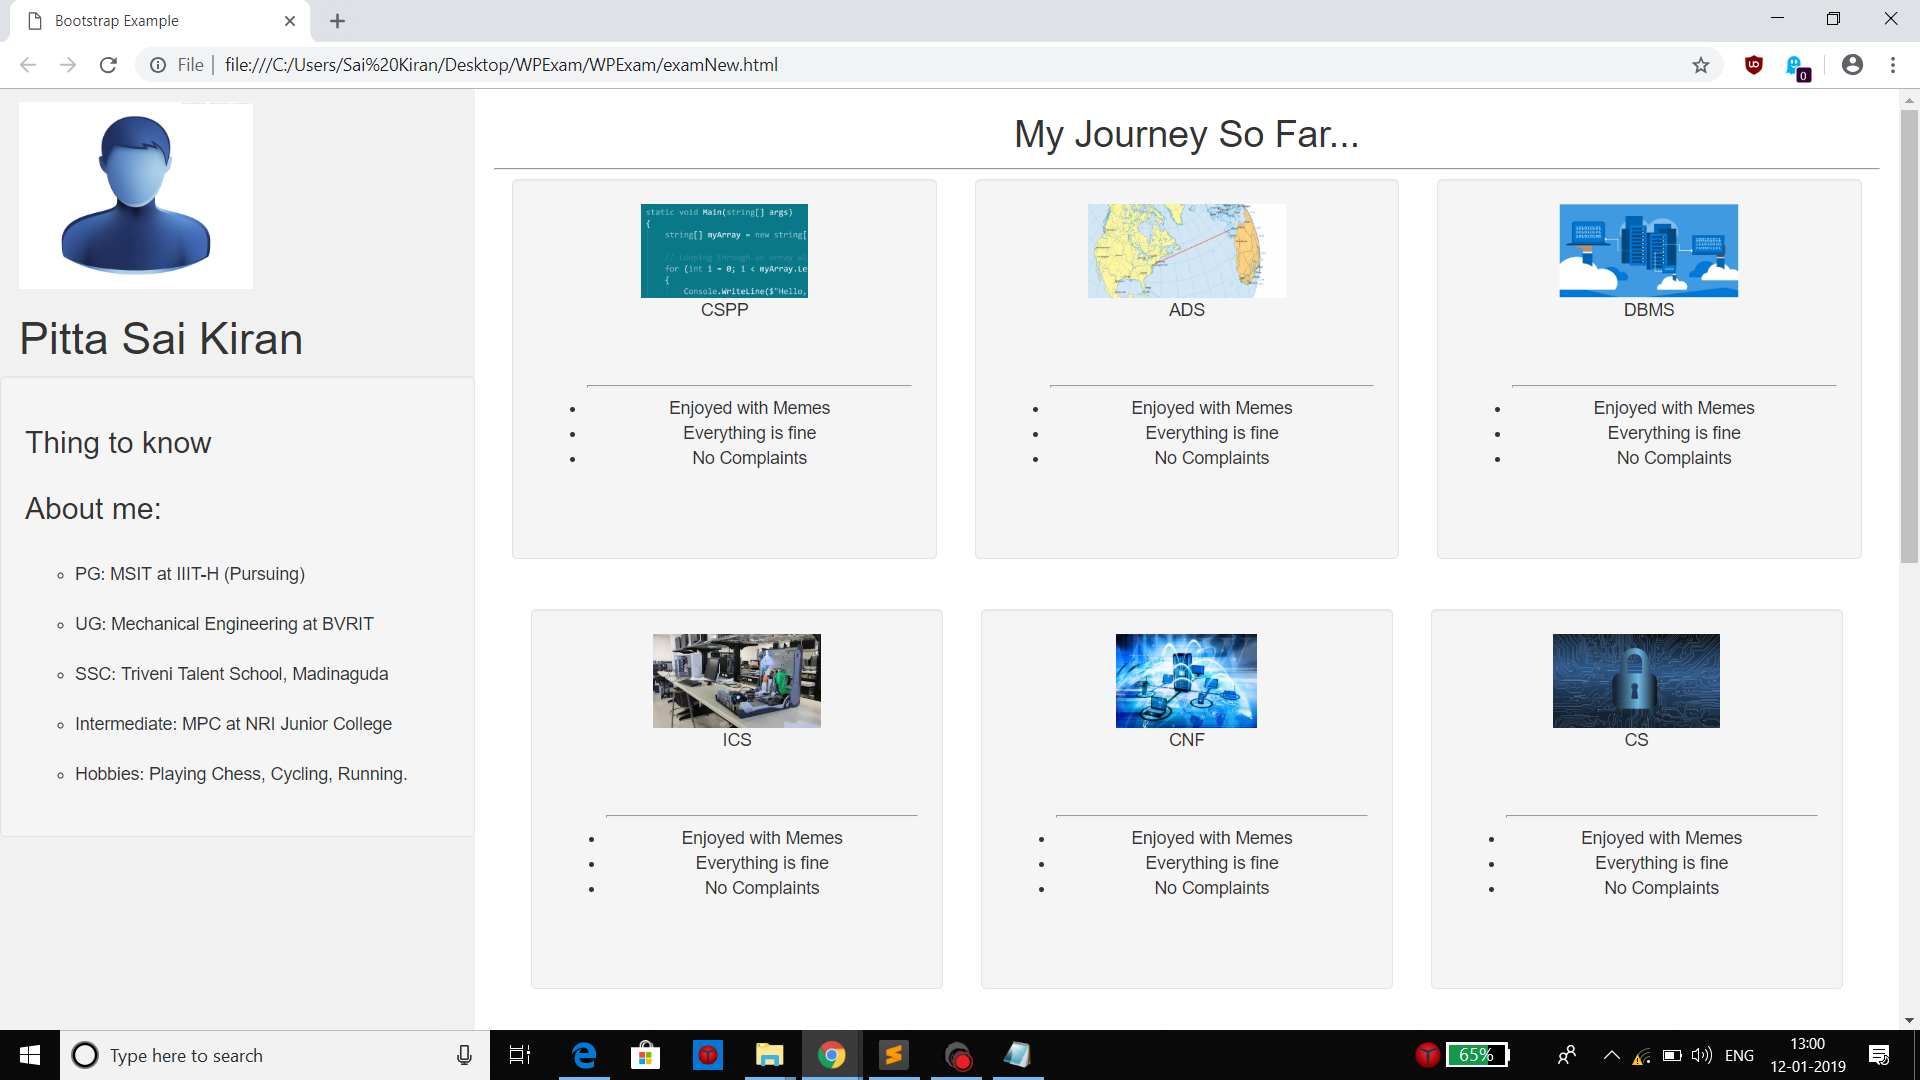 Bootstrap Example
File
file:///C:/Users/Sai%20Kiran/Desktop/WPExam/WPExam/examNew.html
0
Pitta Sai Kiran
Thing to know
About me:
PG: MSIT at IIIT-H (Pursuing)
UG: Mechanical Engineering at BVRIT
SSC: Triveni Talent School, Madinaguda
Intermediate: MPC at NRI Junior College
Hobbies: Playing Chess, Cycling, Running.
My Journey So Far...
static void Main(string[] args)
{
string[] myArray = new string[
// Looping through an array wi
for (int i = 0; i < myArray.Le
{
Console.WriteLine($"Hello,
CSPP
Enjoyed with Memes
Everything is fine
No Complaints
ADS
Enjoyed with Memes
Everything is fine
No Complaints
DBMS
Enjoyed with Memes
Everything is fine
No Complaints
ICS
Enjoyed with Memes
Everything is fine
No Complaints
CNF
Enjoyed with Memes
Everything is fine
No Complaints
CS
Enjoyed with Memes
Everything is fine
No Complaints
Type here to search
65%
ENG
13:00
12-01-2019